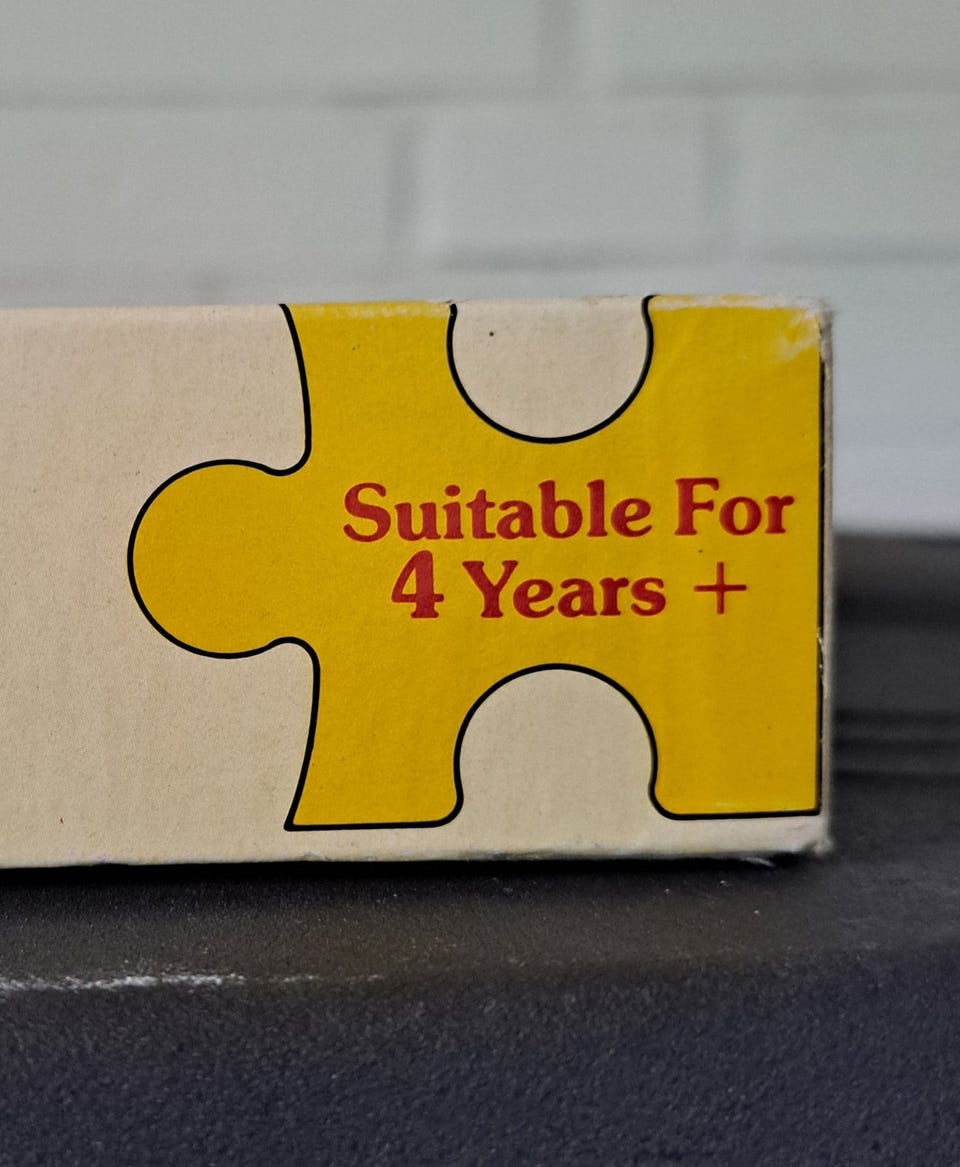 Suitable For
4 Years +